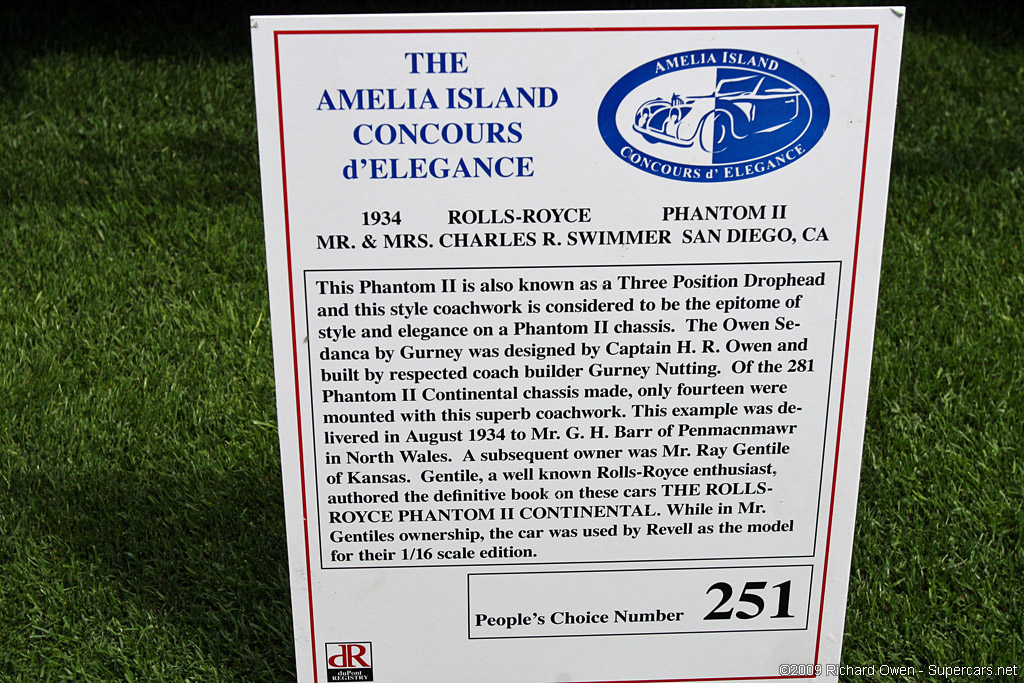 THE
AMELIA ISLAND
CONCOURS
d'ELEGANCE
AMELIA ISLAND
CONCOURS d' ELEGANCE
1934 ROLLS-ROYCE PHANTOM II
MR. & MRS. CHARLES R. SWIMMER SAN DIEGO, CA
This Phantom II is also known as a Three Position Drophead
and this style coachwork is considered to be the epitome of
style and elegance on a Phantom II chassis. The Owen Se-
danca by Gurney was designed by Captain H. R. Owen and
built by respected coach builder Gurney Nutting. Of the 281
Phantom II Continental chassis made, only fourteen were
mounted with this superb coachwork. This example was de-
livered in August 1934 to Mr. G. H. Barr of Penmacnmawr
in North Wales. A subsequent owner was Mr. Ray Gentile
of Kansas. Gentile, a well known Rolls-Royce enthusiast,
authored the definitive book on these cars THE ROLLS-
ROYCE PHANTOM II CONTINENTAL. While in Mr.
Gentiles ownership, the car was used by Revell as the model
for their 1/16 scale edition.
People's Choice Number 251
dR
duPont
REGISTRY
©2009 Richard Owen - Supercars.net